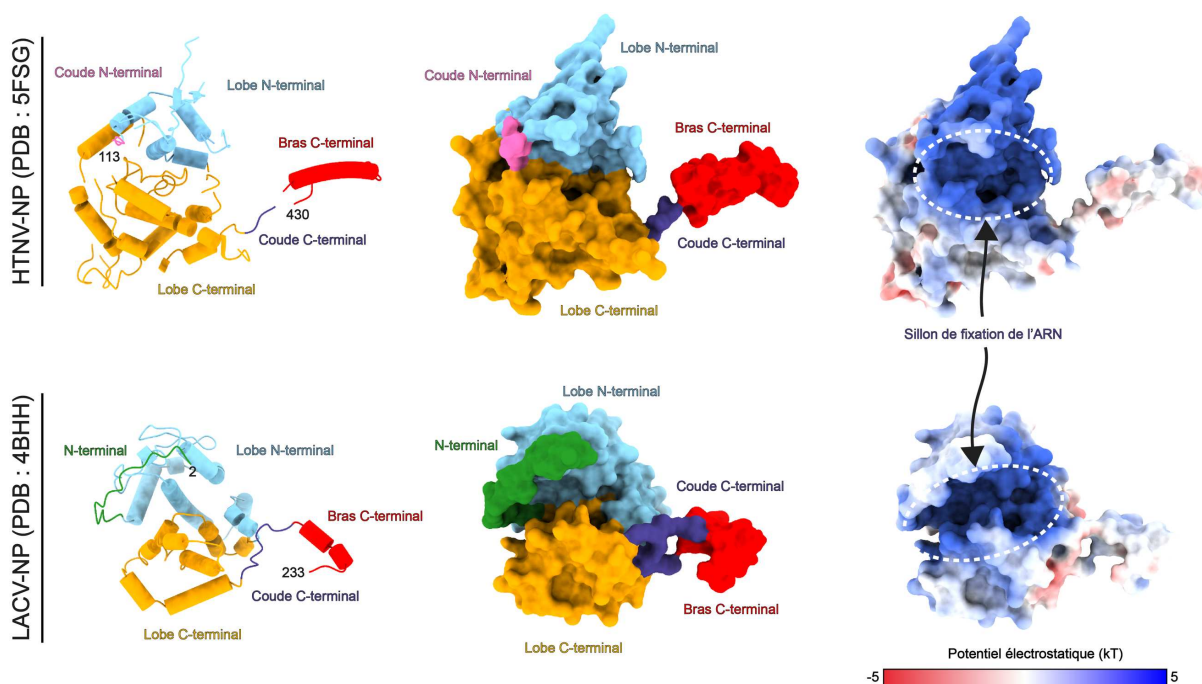 HTNV-NP (PDB : 5FSG)
Coude N-terminal
Lobe N-terminal
113
Bras C-terminal
430
Coude C-terminal
Lobe C-terminal
Lobe N-terminal
Coude N-terminal
Bras C-terminal
Coude C-terminal
Lobe C-terminal
Sillon de fixation de l'ARN
LACV-NP (PDB : 4BHH)
N-terminal
Lobe N-terminal
2
Bras C-terminal
233
Coude C-terminal
Lobe C-terminal
Lobe N-terminal
N-terminal
Coude C-terminal
Bras C-terminal
Lobe C-terminal
Potentiel électrostatique (kT)
-5
5